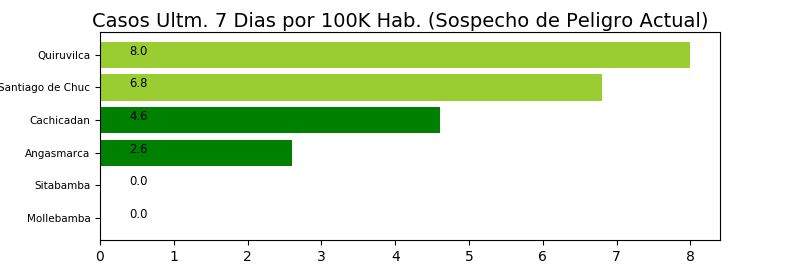 Casos Ultm. 7 Dias por 100K Hab. (Sospecho de Peligro Actual)
Quiruvilca 8.0
Santiago de Chuc 6.8
Cachicadan 4.6
Angasmarca 2.6
Sitabamba 0.0
Mollebamba 0.0
0 1 2 3 4 5 6 7 8